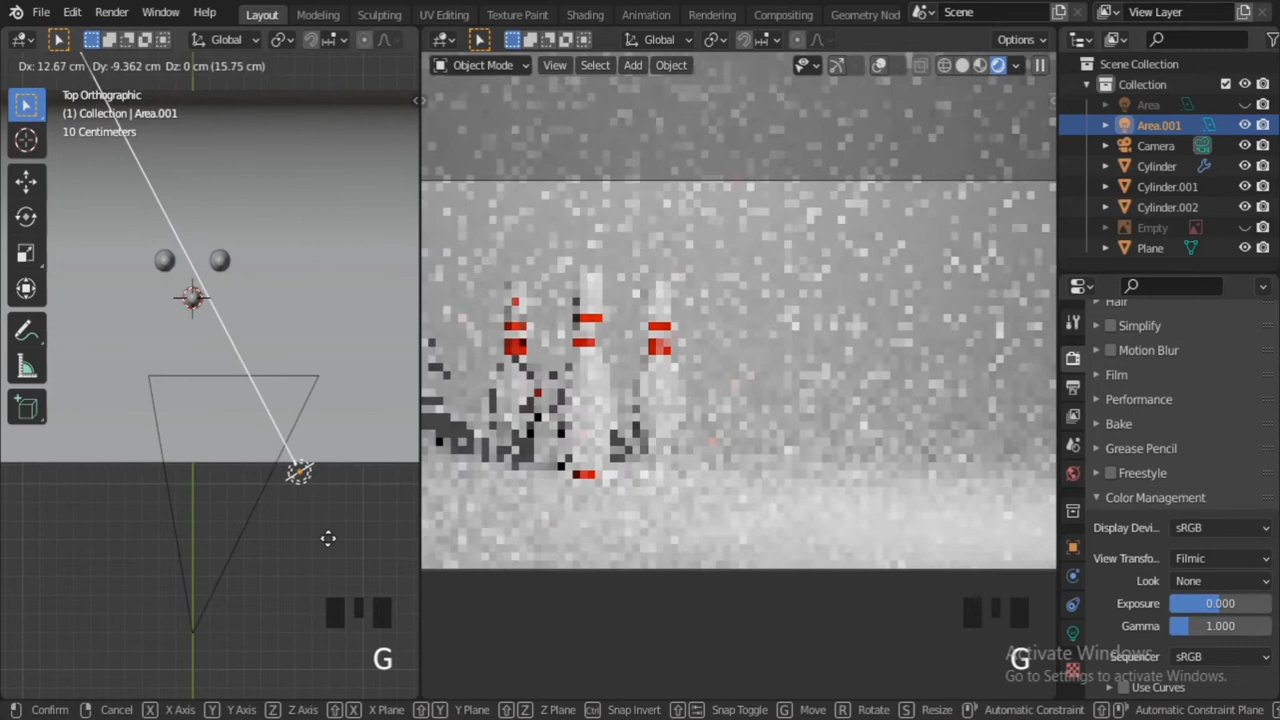 File Edit Render Window Help Layout Modeling Sculpting UV Editing Texture Paint Shading Animation Rendering Compositing Geometry Nod Scene View Layer
Global Global Options
Dx: 12.67 cm Dy: -9.362 cm Dz: 0 cm (15.75 cm)
Object Mode View Select Add Object
Scene Collection
Top Orthographic
(1) Collection | Area.001
10 Centimeters
Collection
Area
Area.001
Camera
Cylinder
Cylinder.001
Cylinder.002
Empty
Plane
Hair
Simplify
Motion Blur
Film
Performance
Bake
Grease Pencil
Freestyle
Color Management
Display Devi... sRGB
View Transfo... Filmic
Look None
Exposure 0.000
Gamma 1.000
Sequencer sRGB
Use Curves
G
G
Activate Windows
Go to Settings to activate Windows.
Confirm Cancel X X Axis Y Y Axis Z Z Axis X X Plane Y Y Plane Z Z Plane Ctrl Snap Invert Snap Toggle G Move R Rotate S Resize Automatic Constraint Automatic Constraint Plane